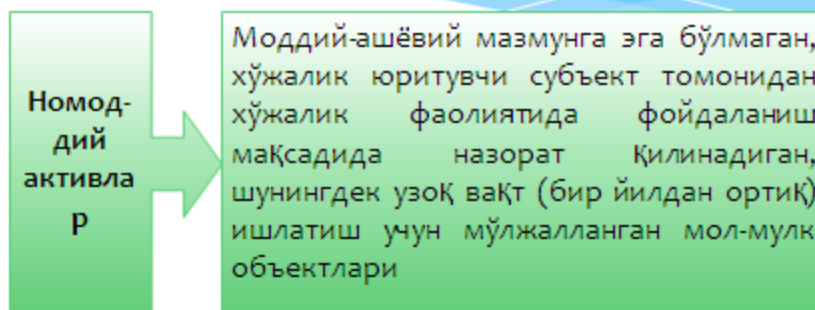 Номод-
дий
активла
р
Моддий-ашёвий мазмунга эга бўлмаган,
хўжалик юритувчи субъект томонидан
хўжалик фаолиятида фойдаланиш
мақсадида назорат қилинадиган,
шунингдек узоқ вақт (бир йилдан ортиқ)
ишлатиш учун мўлжалланган мол-мулк
объектлари